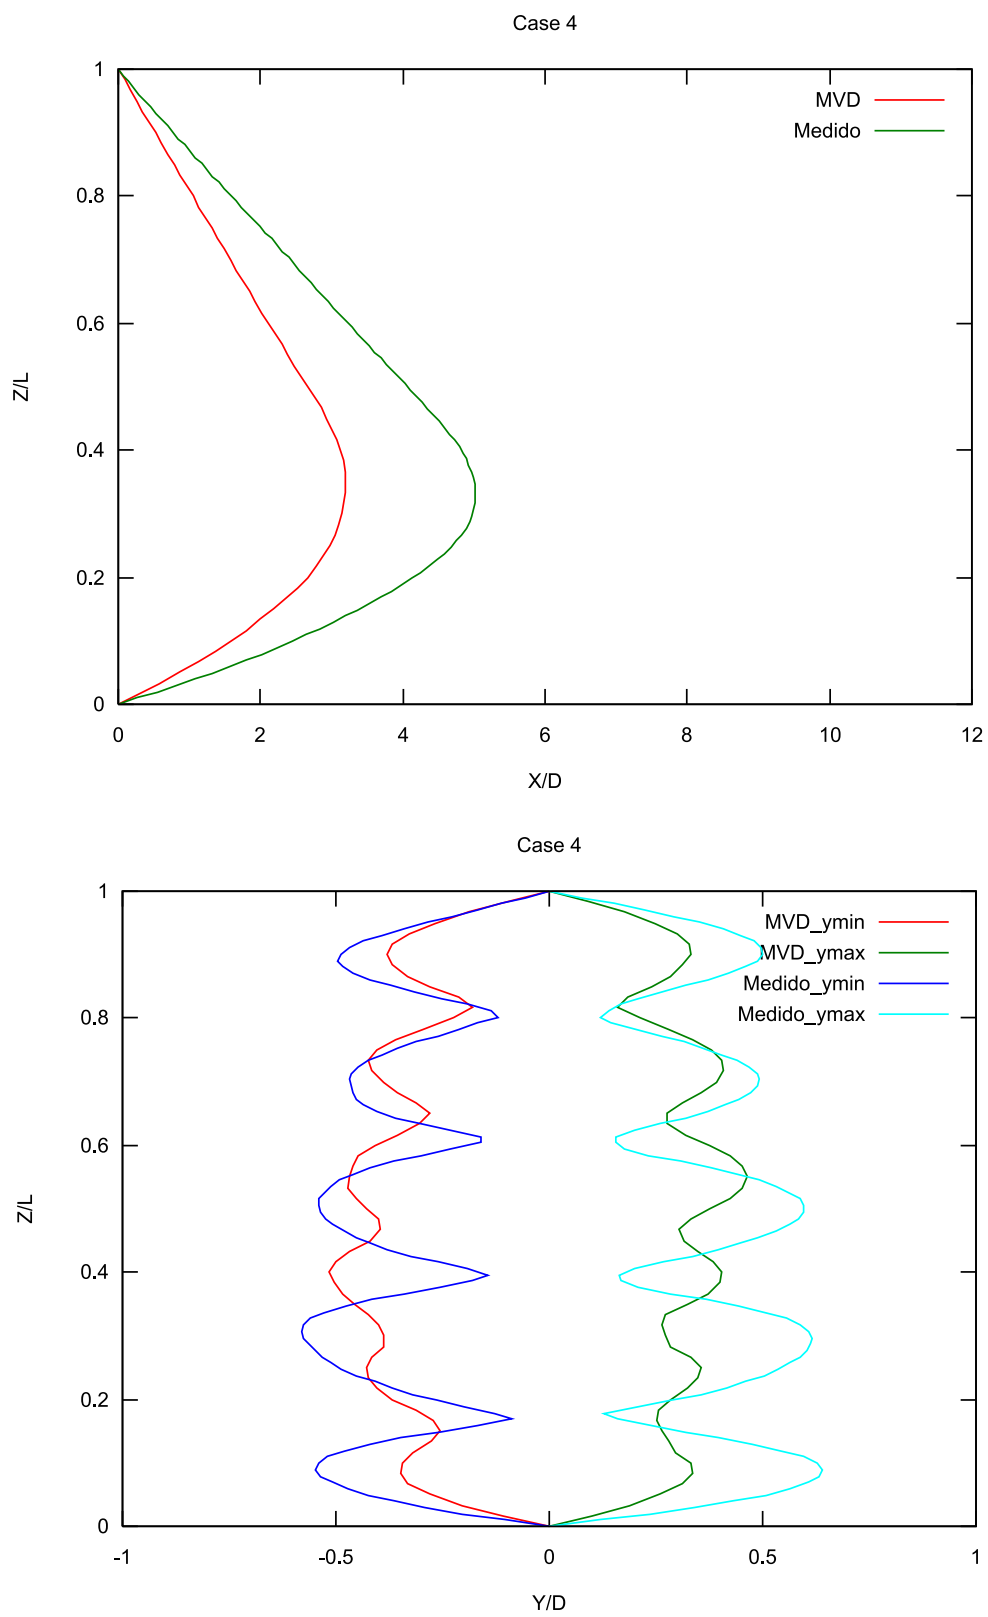 Case 4
1
MVD
Medido
0.8
0.6
Z/L
0.4
0.2
0
0 2 4 6 8 10 12
X/D
Case 4
1
MVD_ymin
MVD_ymax
Medido_ymin
Medido_ymax
0.8
0.6
Z/L
0.4
0.2
0
-1 -0.5 0 0.5 1
Y/D